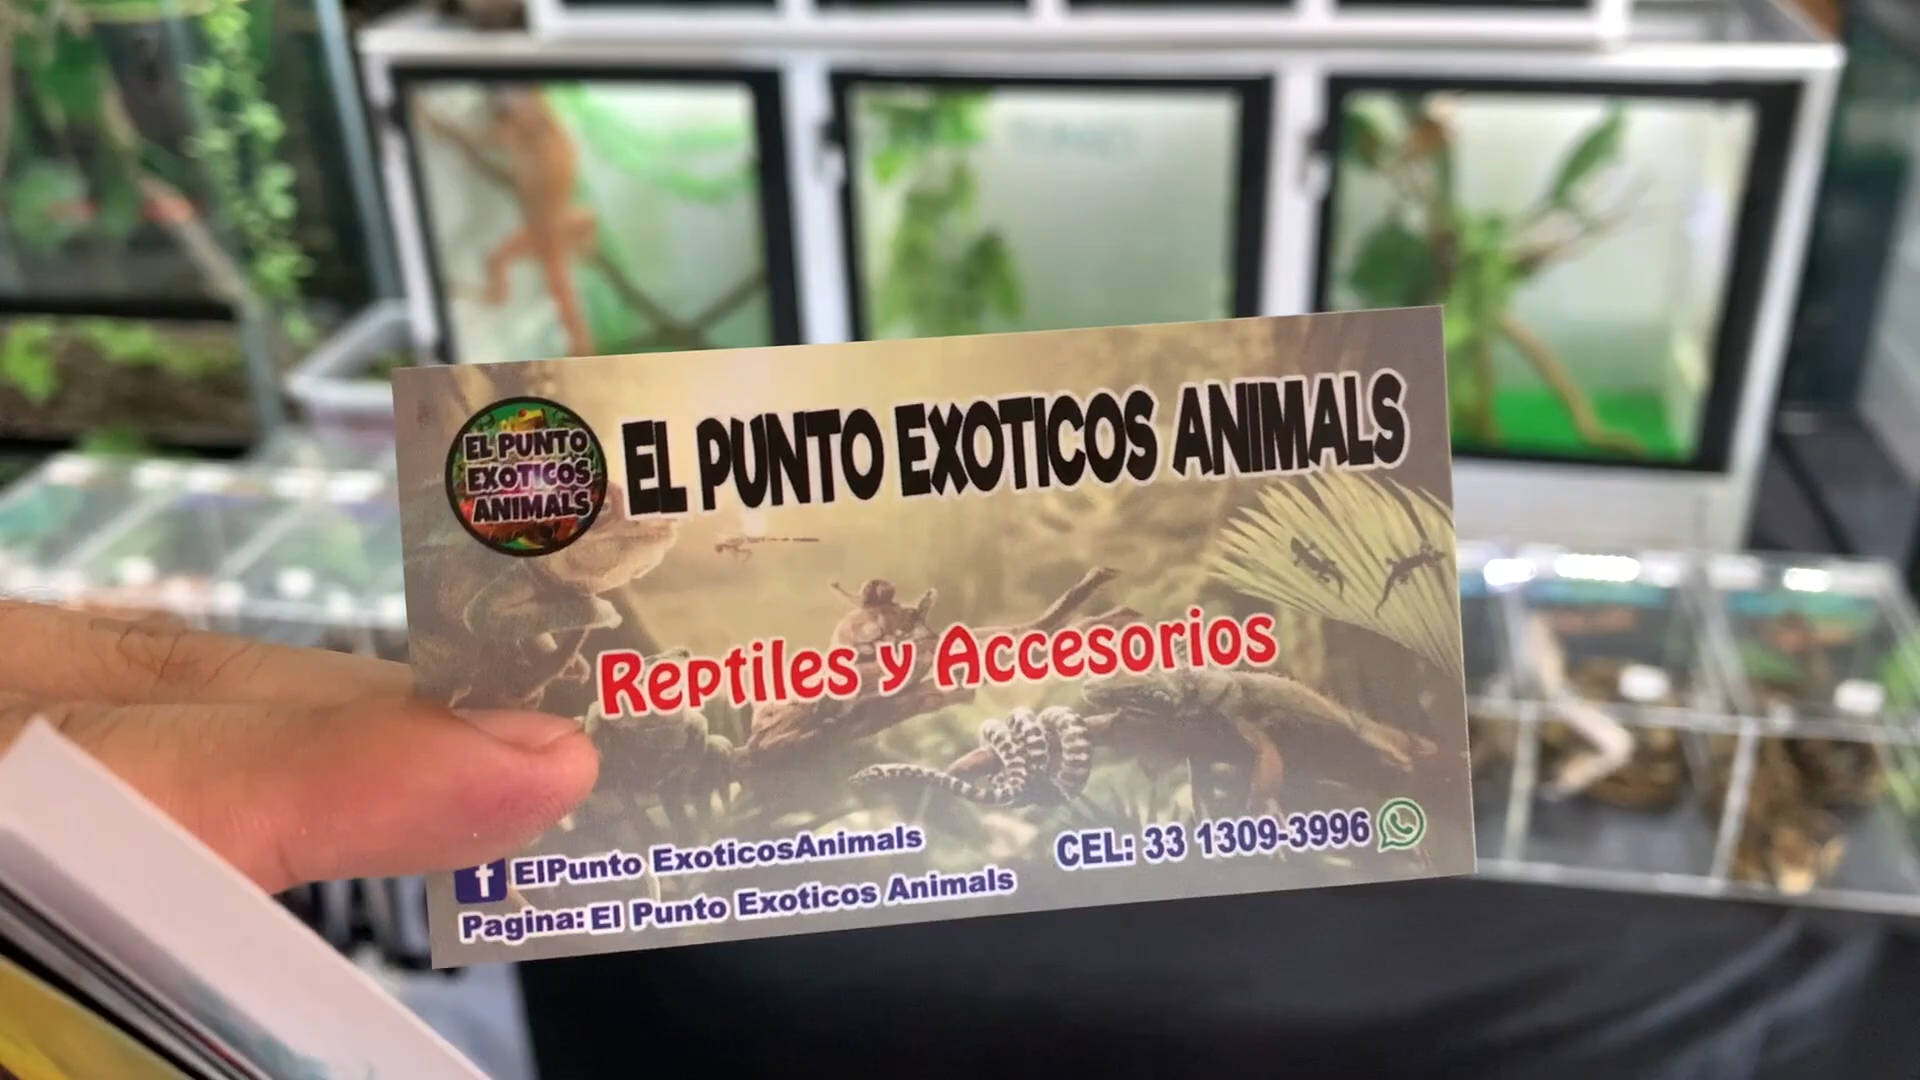 EL PUNTO
EXOTICOS
ANIMALS
EL PUNTO EXOTICOS ANIMALS
Reptiles y Accesorios
ElPunto ExoticosAnimals
Pagina: El Punto Exoticos Animals
CEL: 33 1309-3996